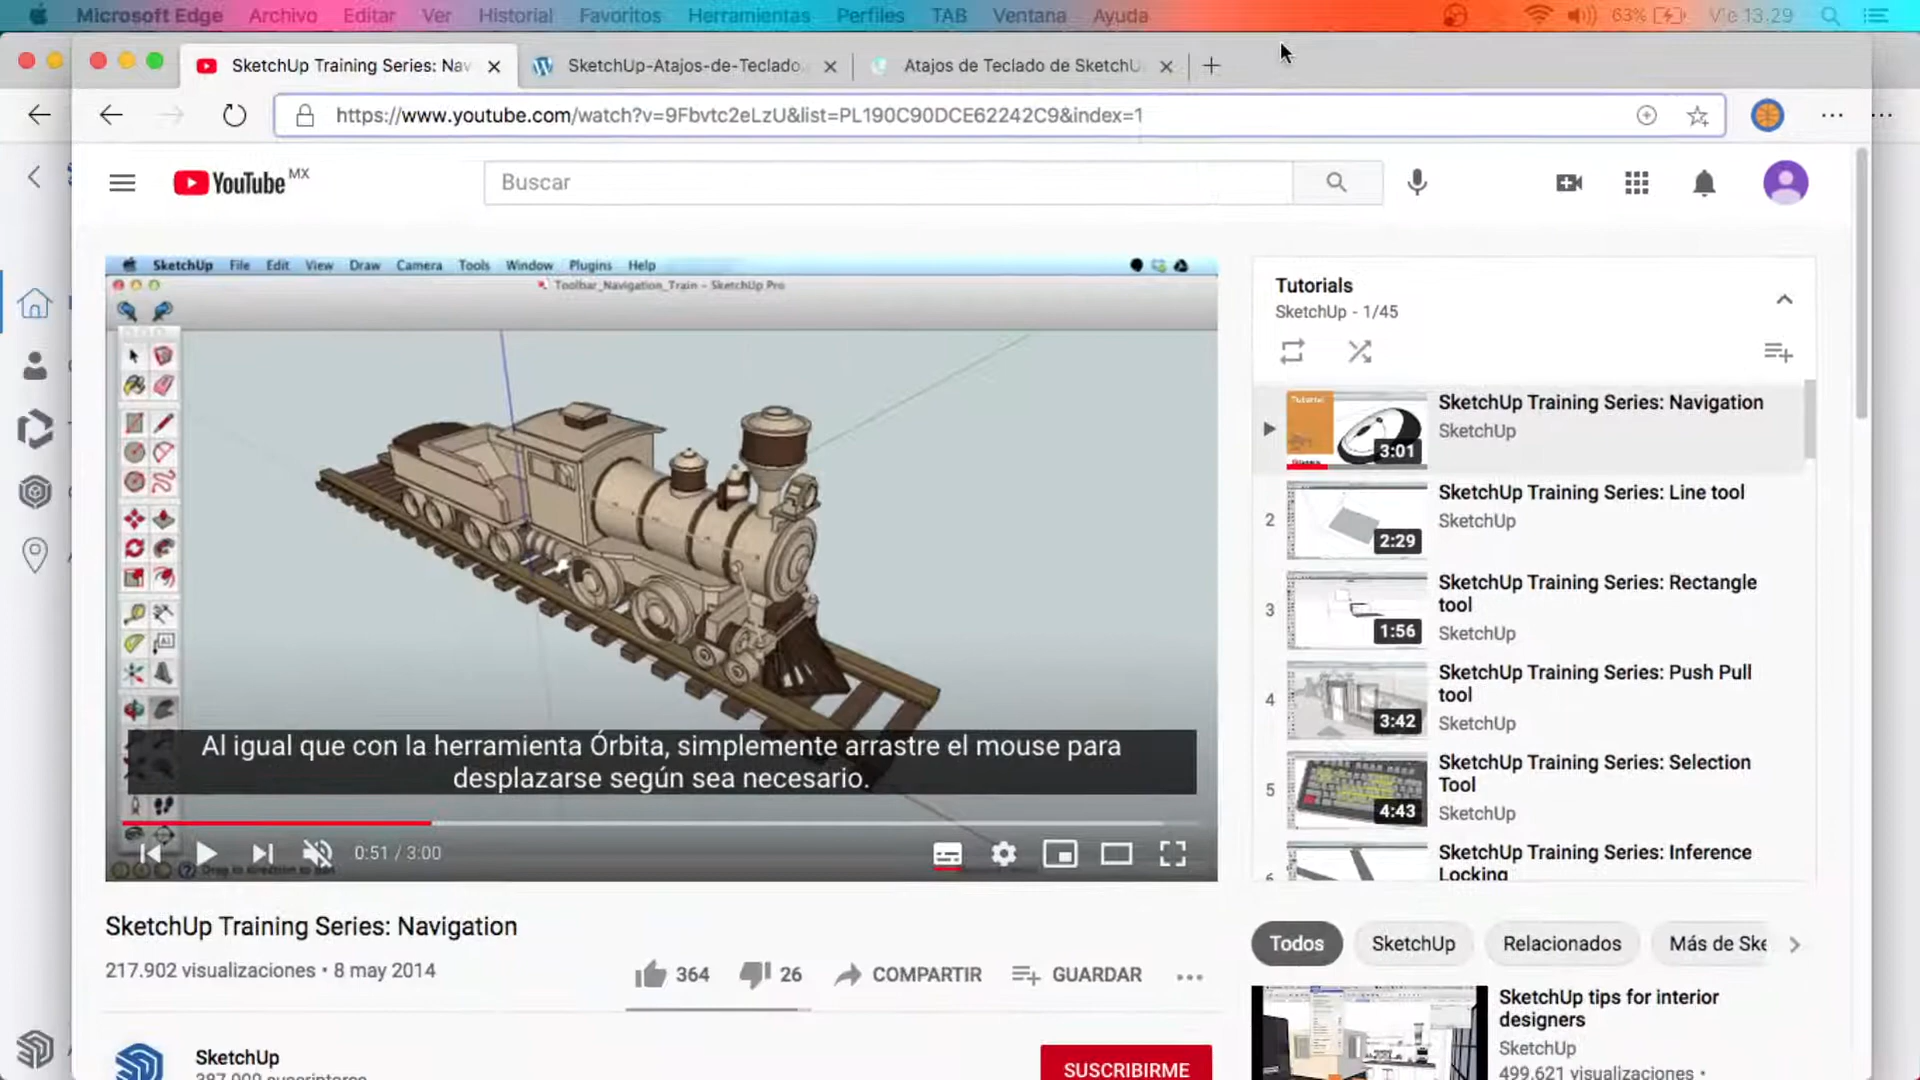 Microsoft Edge Archivo Editar Ver Historial Favoritos Herramientas Perfiles TAB Ventana Ayuda 63% Vie 13.29
SketchUp Training Series: Nav
SketchUp-Atajos-de-Teclado.
Atajos de Teclado de SketchU
https://www.youtube.com/watch?v=9Fbvtc2eLzU&list=PL190C90DCE62242C9&index=1
YouTube MX
Buscar
SketchUp File Edit View Draw Camera Tools Window Plugins Help
Toolbar_Navigation_Train - SketchUp Pro
Al igual que con la herramienta Órbita, simplemente arrastre el mouse para
desplazarse según sea necesario.
0:51 / 3:00
SketchUp Training Series: Navigation
217.902 visualizaciones • 8 may 2014
364
26
COMPARTIR
GUARDAR
SketchUp
387.000 suscriptores
SUSCRIBIRME
Tutorials
SketchUp - 1/45
Tutorial
3:01
SketchUp Training Series: Navigation
SketchUp
2
2:29
SketchUp Training Series: Line tool
SketchUp
3
1:56
SketchUp Training Series: Rectangle
tool
SketchUp
4
3:42
SketchUp Training Series: Push Pull
tool
SketchUp
5
4:43
SketchUp Training Series: Selection
Tool
SketchUp
6
SketchUp Training Series: Inference
Locking
Todos
SketchUp
Relacionados
Más de Ske
SketchUp tips for interior
designers
SketchUp
499.621 visualizaciones •